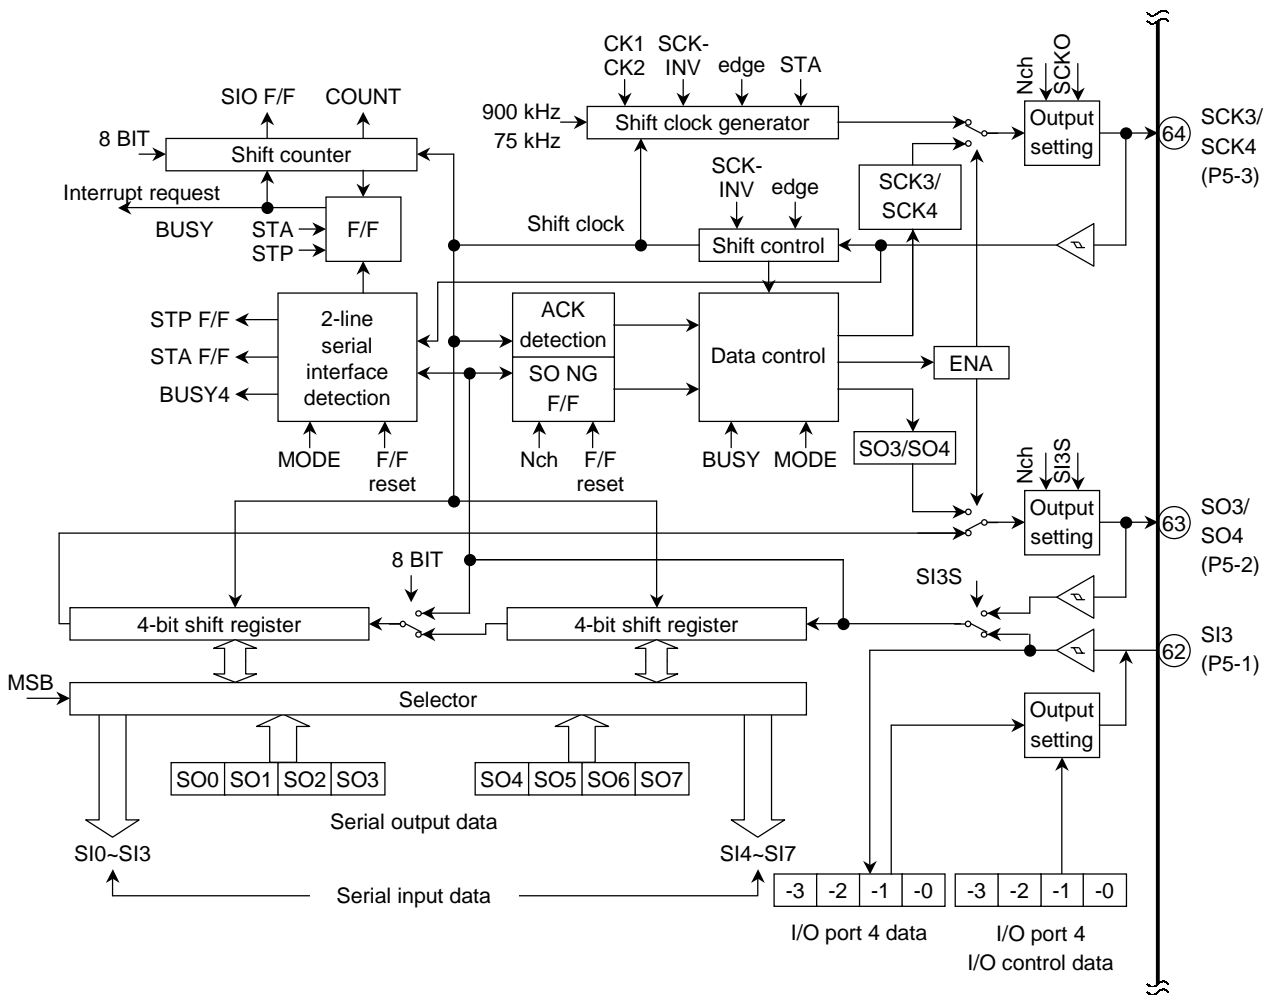 CK1
CK2
SCK-
INV
edge
STA
Nch
SCKO
SIO F/F
COUNT
900 kHz
75 kHz
Shift clock generator
Output
setting
64
SCK3/
SCK4
(P5-3)
8 BIT
Shift counter
SCK-
INV
edge
SCK3/
SCK4
Interrupt request
BUSY
STA
STP
F/F
Shift clock
Shift control
STP F/F
STA F/F
BUSY4
2-line
serial
interface
detection
ACK
detection
SO NG
F/F
Data control
ENA
MODE
F/F
reset
Nch
F/F
reset
BUSY
MODE
SO3/SO4
Nch
SI3S
Output
setting
63
SO3/
SO4
(P5-2)
8 BIT
SI3S
4-bit shift register
4-bit shift register
62
SI3
(P5-1)
MSB
Selector
Output
setting
SO0 SO1 SO2 SO3
SO4 SO5 SO6 SO7
Serial output data
SI0~SI3
SI4~SI7
Serial input data
-3 -2 -1 -0
-3 -2 -1 -0
I/O port 4 data
I/O port 4
I/O control data